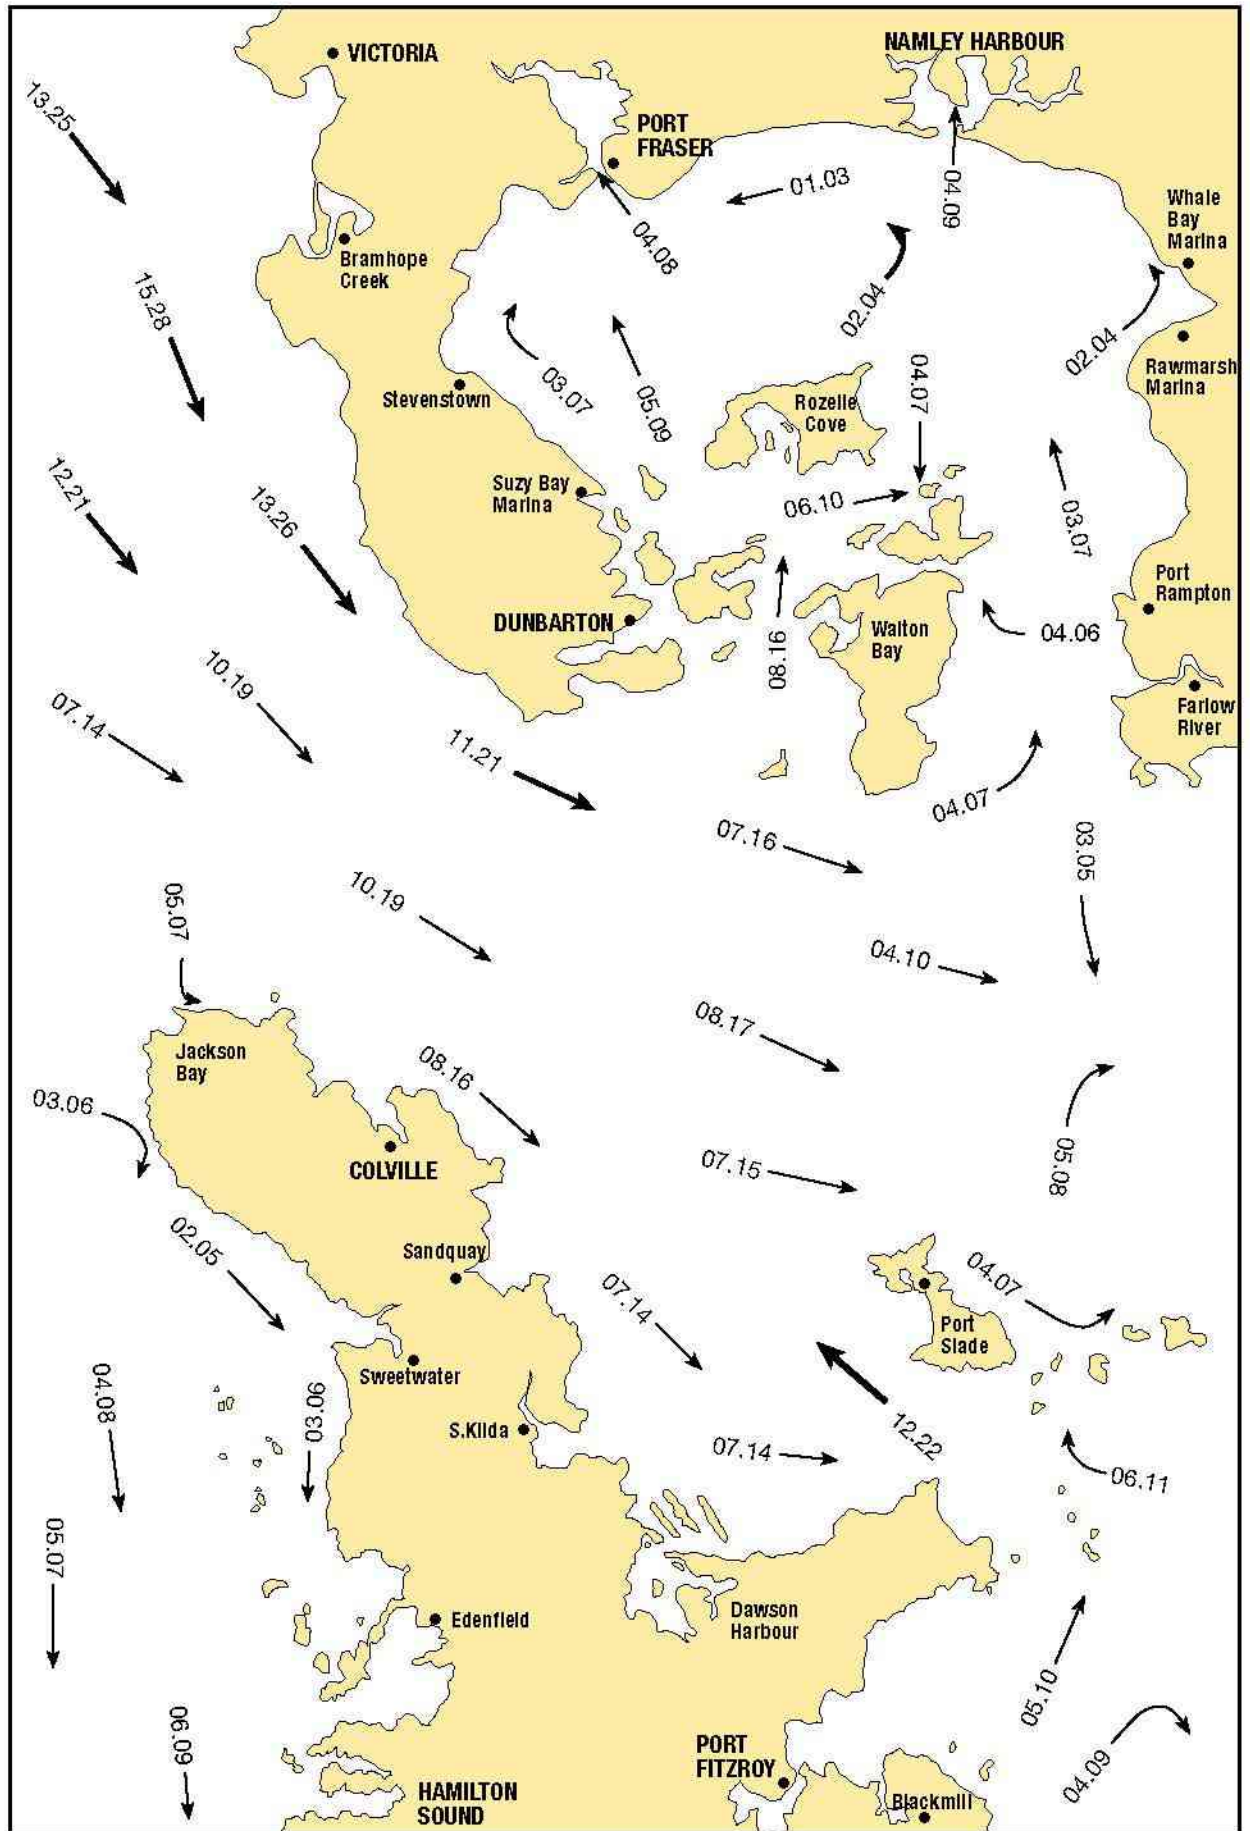 VICTORIA
NAMLEY HARBOUR
13.25
PORT
FRASER
01.03
04.09
Whale
Bay
Marina
04.08
Bramhope
Creek
15.28
02.04
02.04
Rawmarsh
Marina
03.07
05.09
Stevenstown
Rozelle
Cove
04.07
12.21
13.26
Suzy Bay
Marina
06.10
03.07
Port
Rampton
DUNBARTON
Walton
Bay
04.06
08.16
10.19
07.14
Farlow
River
11.21
04.07
07.16
03.05
10.19
05.07
04.10
08.17
Jackson
Bay
08.16
03.06
COLVILLE
07.15
05.08
02.05
Sandquay
07.14
04.07
Port
Slade
Sweetwater
04.08
03.06
S.Kilda
12.22
07.14
06.11
05.07
Edenfield
Dawson
Harbour
05.10
06.09
PORT
FITZROY
04.09
HAMILTON
SOUND
Blackmill